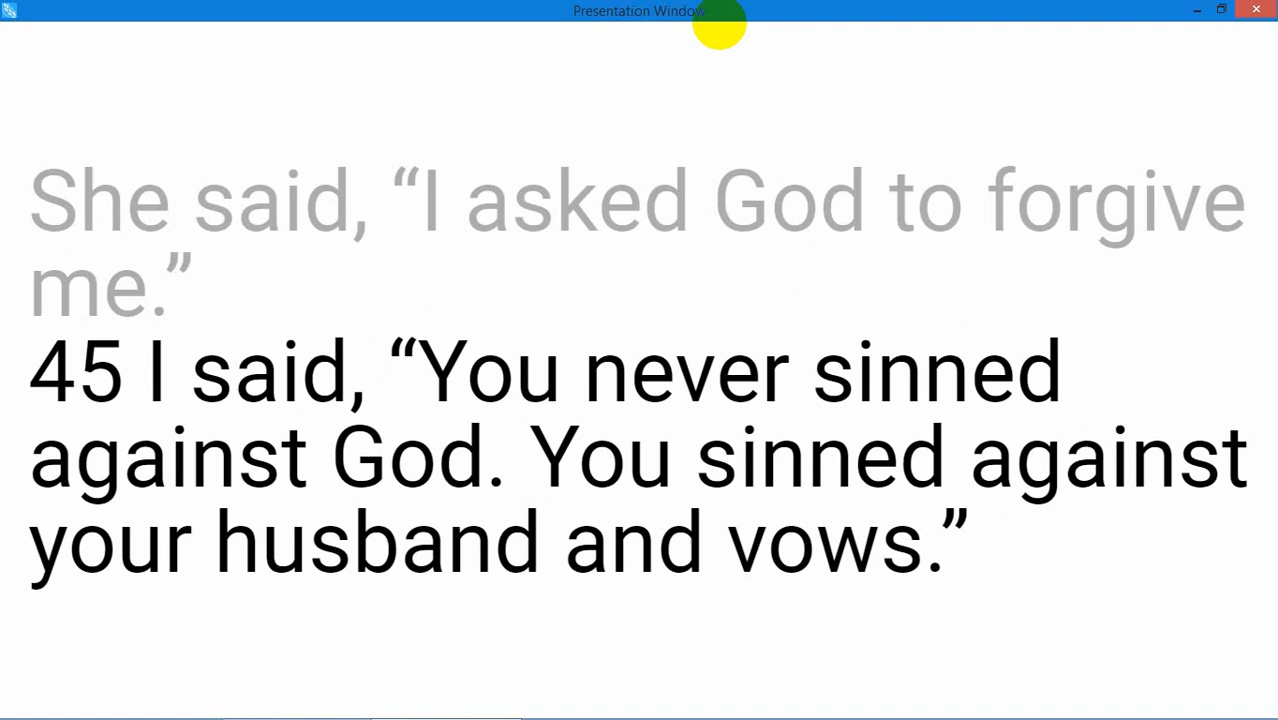 Presentation Window
She said, “I asked God to forgive
me.”
45 I said, “You never sinned
against God. You sinned against
your husband and vows.”